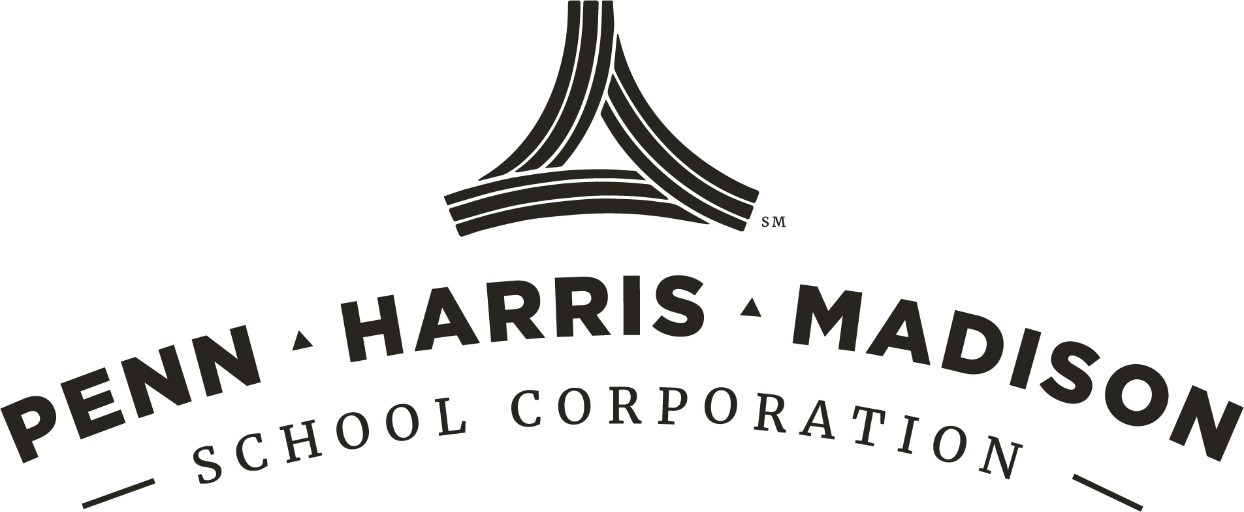 SM
PENN ▲ HARRIS ▲ MADISON
SCHOOL CORPORATION